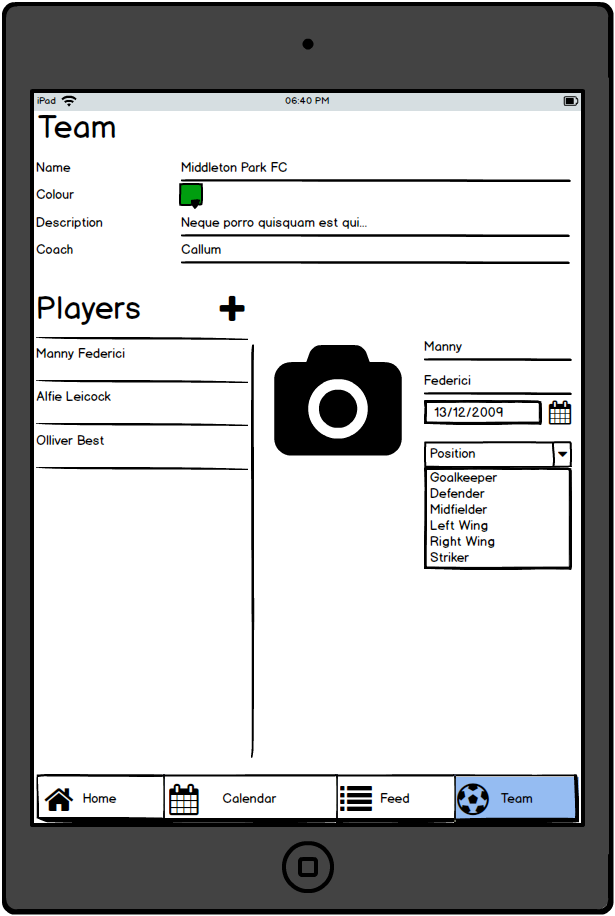 iPad 06:40 PM
Team
Name Middleton Park FC
Colour
Description Neque porro quisquam est qui...
Coach Callum
Players
Manny Federici
Alfie Leicock
Olliver Best
Manny
Federici
13/12/2009
Position
Goalkeeper
Defender
Midfielder
Left Wing
Right Wing
Striker
Home Calendar Feed Team